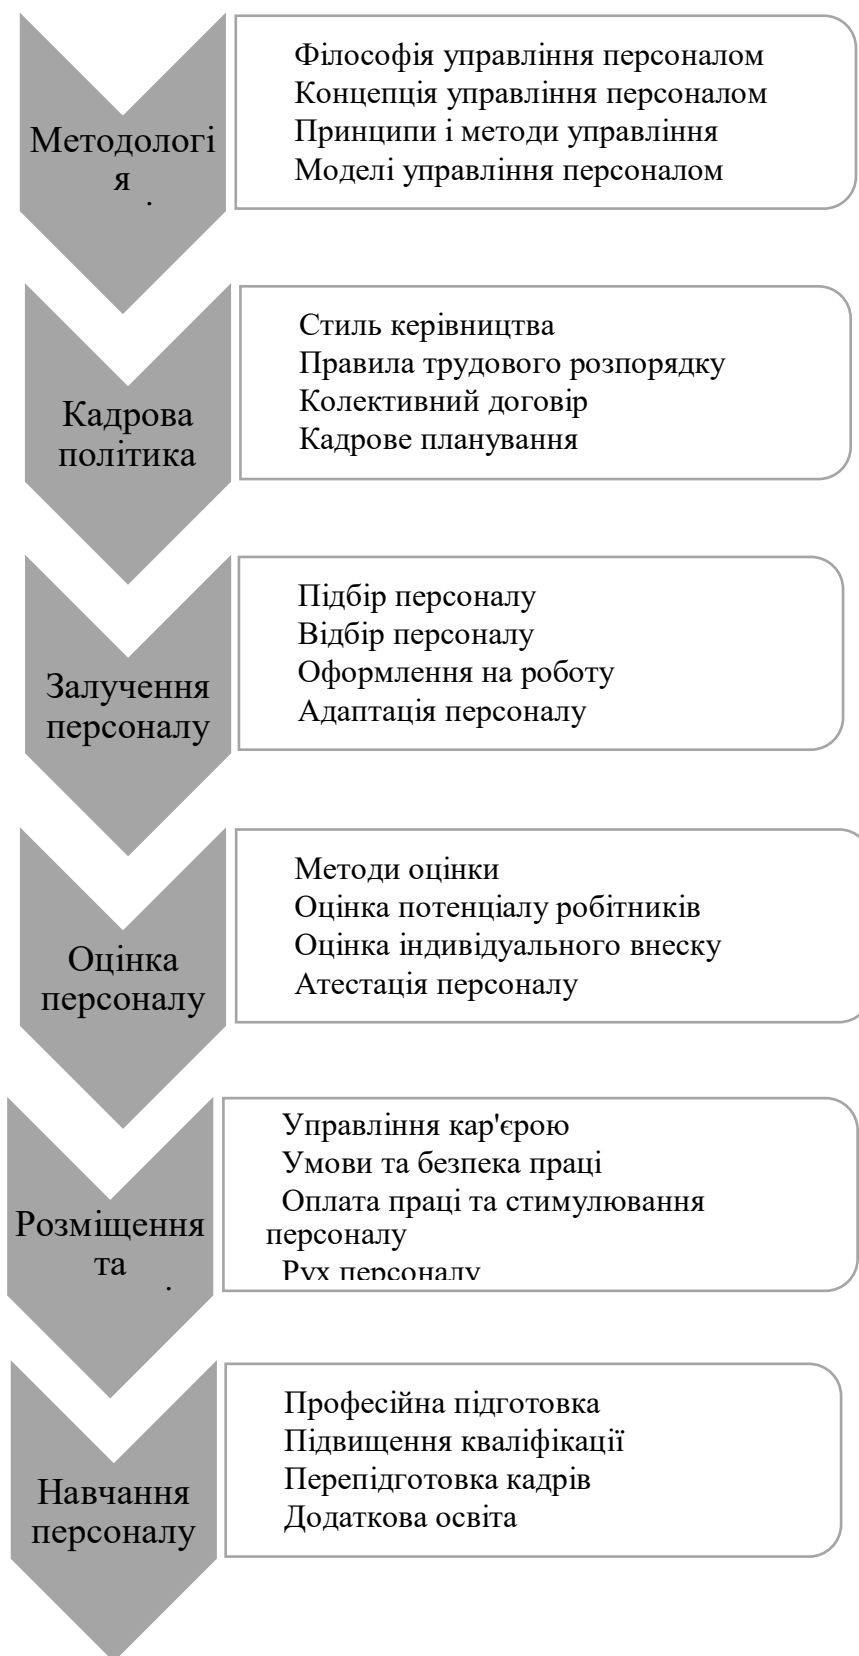 Методологі
я
.
Філософія управління персоналом
Концепція управління персоналом
Принципи і методи управління
Моделі управління персоналом
Кадрова
політика
Стиль керівництва
Правила трудового розпорядку
Колективний договір
Кадрове планування
Залучення
персоналу
Підбір персоналу
Відбір персоналу
Оформлення на роботу
Адаптація персоналу
Оцінка
персоналу
Методи оцінки
Оцінка потенціалу робітників
Оцінка індивідуального внеску
Атестація персоналу
Розміщення
та
.
Управління кар'єрою
Умови та безпека праці
Оплата праці та стимулювання
персоналу
Рух персоналу
Навчання
персоналу
Професійна підготовка
Підвищення кваліфікації
Перепідготовка кадрів
Додаткова освіта